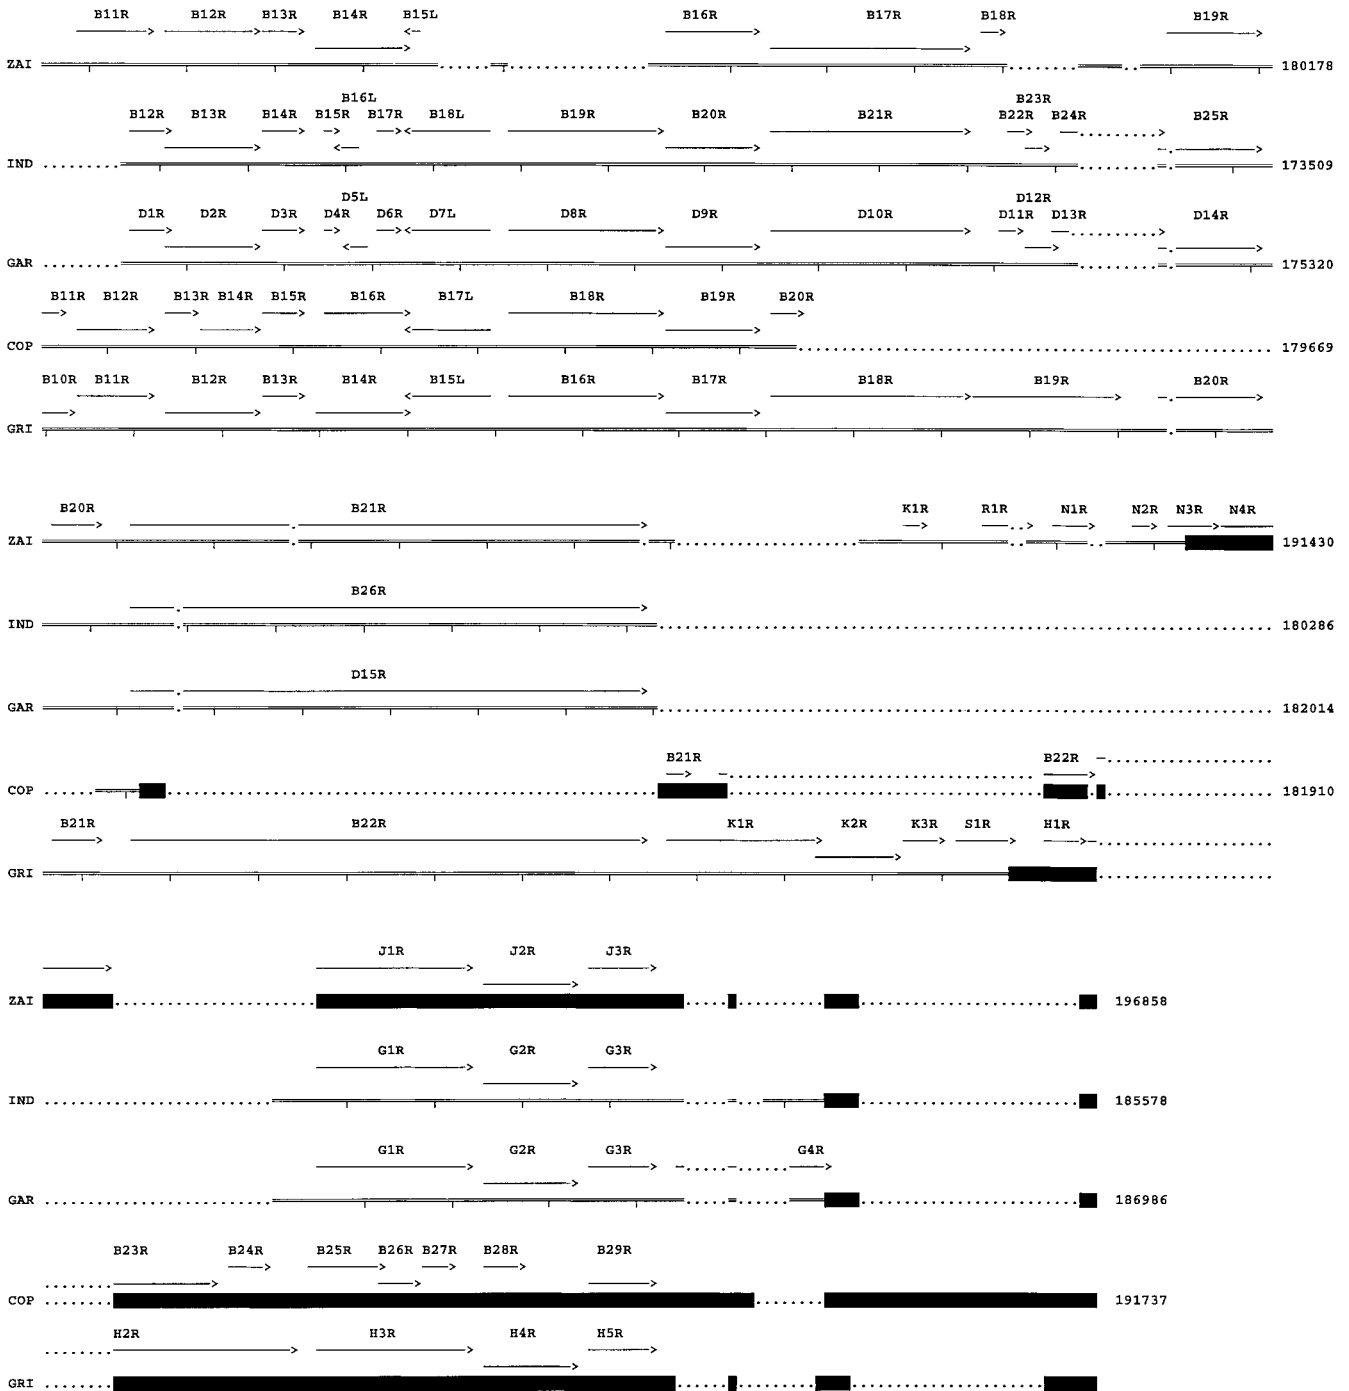 B11R B12R B13R B14R B15L B16R B17R B18R B19R
ZAI 180178
B16L B23R
B12R B13R B14R B15R B17R B18L B19R B20R B21R B22R B24R B25R
IND 173509
D5L D12R
D1R D2R D3R D4R D6R D7L D8R D9R D10R D11R D13R D14R
GAR 175320
B11R B12R B13R B14R B15R B16R B17L B18R B19R B20R
COP 179669
B10R B11R B12R B13R B14R B15L B16R B17R B18R B19R B20R
GRI
B20R B21R K1R R1R N1R N2R N3R N4R
ZAI 191430
B26R
IND 180286
D15R
GAR 182014
B21R B22R
COP 181910
B21R B22R K1R K2R K3R S1R H1R
GRI
J1R J2R J3R
ZAI 196858
G1R G2R G3R
IND 185578
G1R G2R G3R G4R
GAR 186986
B23R B24R B25R B26R B27R B28R B29R
COP 191737
H2R H3R H4R H5R
GRI